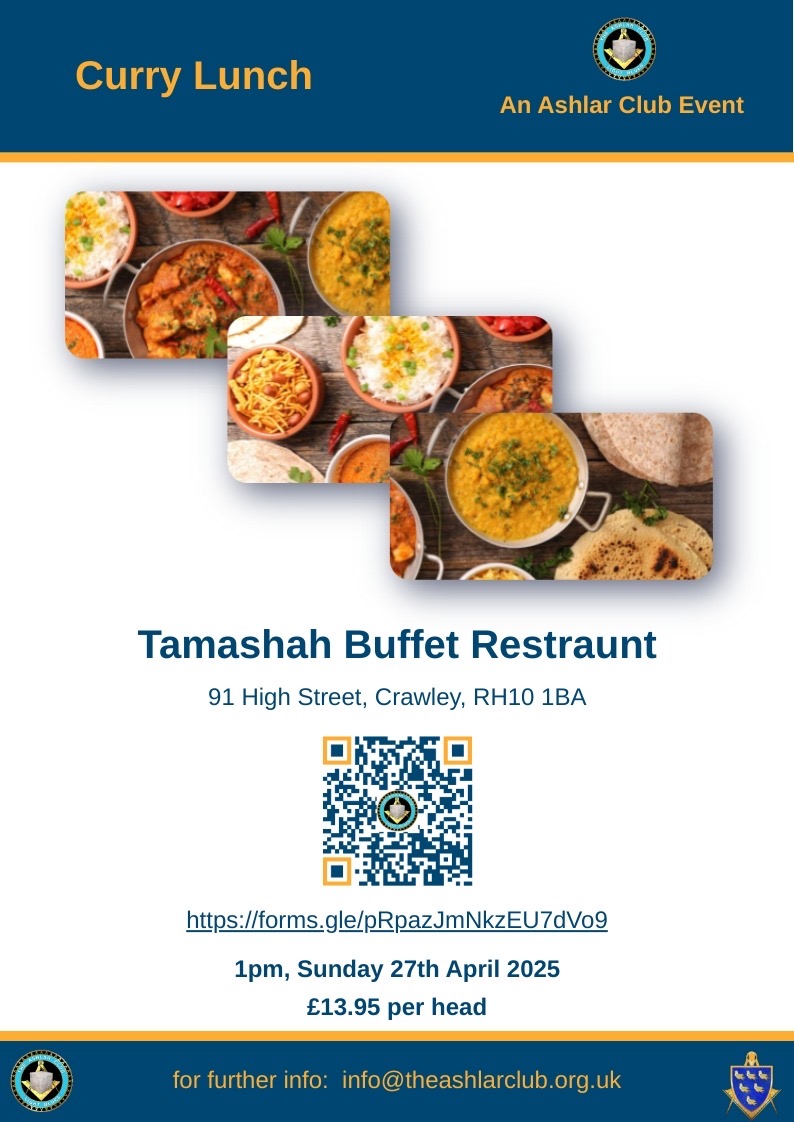 Curry Lunch
An Ashlar Club Event
Tamashah Buffet Restraunt
91 High Street, Crawley, RH10 1BA
https://forms.gle/pRpazJmNkzEU7dVo9
1pm, Sunday 27th April 2025
£13.95 per head
for further info:  info@theashlarclub.org.uk